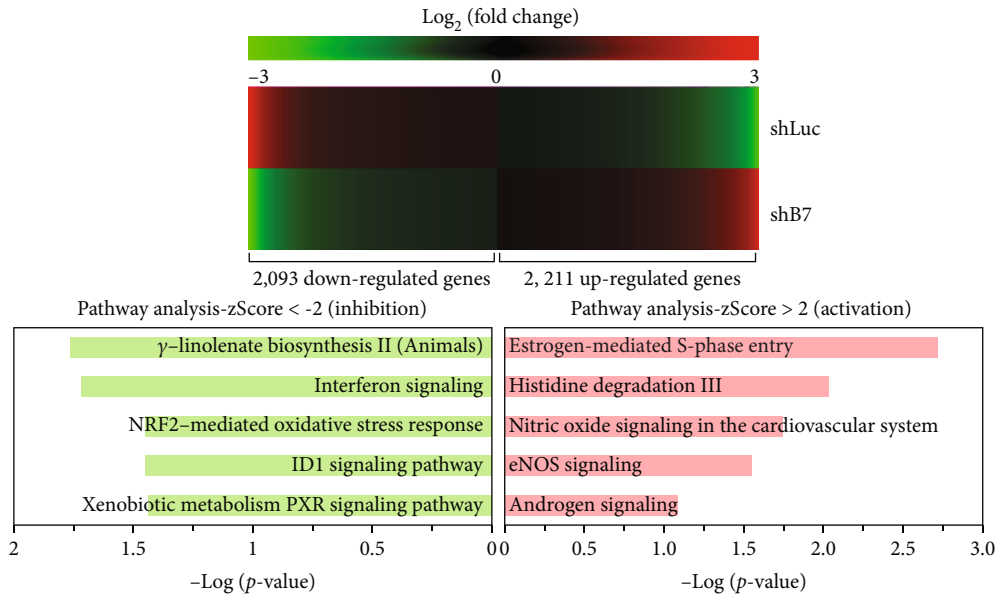 Log2 (fold change)
–3 0 3
shLuc
shB7
2,093 down-regulated genes 2, 211 up-regulated genes
Pathway analysis-zScore < -2 (inhibition)
γ–linolenate biosynthesis II (Animals)
Interferon signaling
NRF2–mediated oxidative stress response
ID1 signaling pathway
Xenobiotic metabolism PXR signaling pathway
2 1.5 1 0.5 0
–Log (p-value)
Pathway analysis-zScore > 2 (activation)
Estrogen-mediated S-phase entry
Histidine degradation III
Nitric oxide signaling in the cardiovascular system
eNOS signaling
Androgen signaling
0 0.5 1.0 1.5 2.0 2.5 3.0
–Log (p-value)